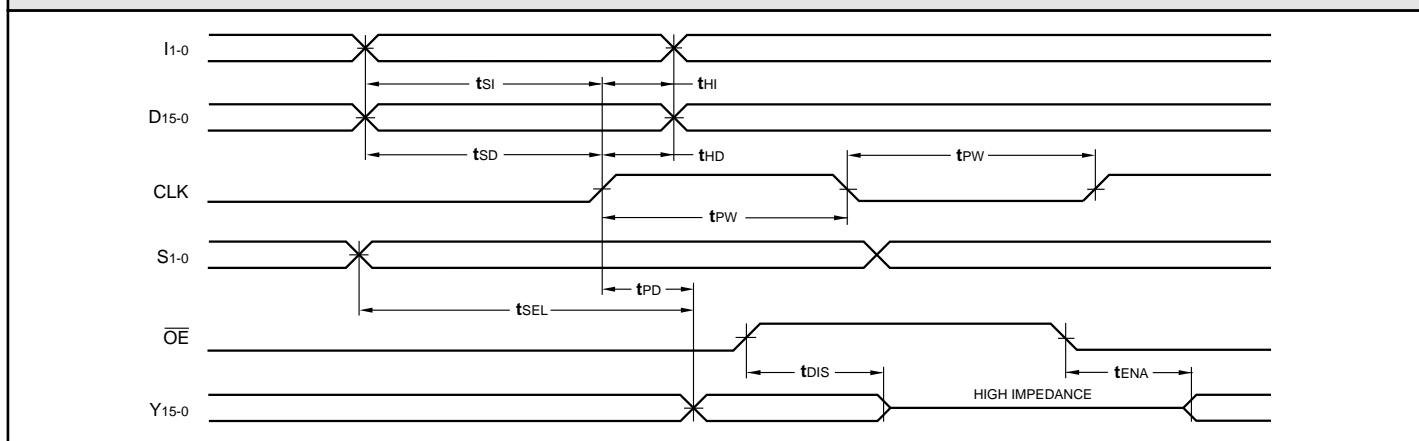 I1-0
tSI
tHI
D15-0
tSD
tHD
tPW
CLK
tPW
S1-0
tPD
tSEL
OE
tDIS
tENA
HIGH IMPEDANCE
Y15-0